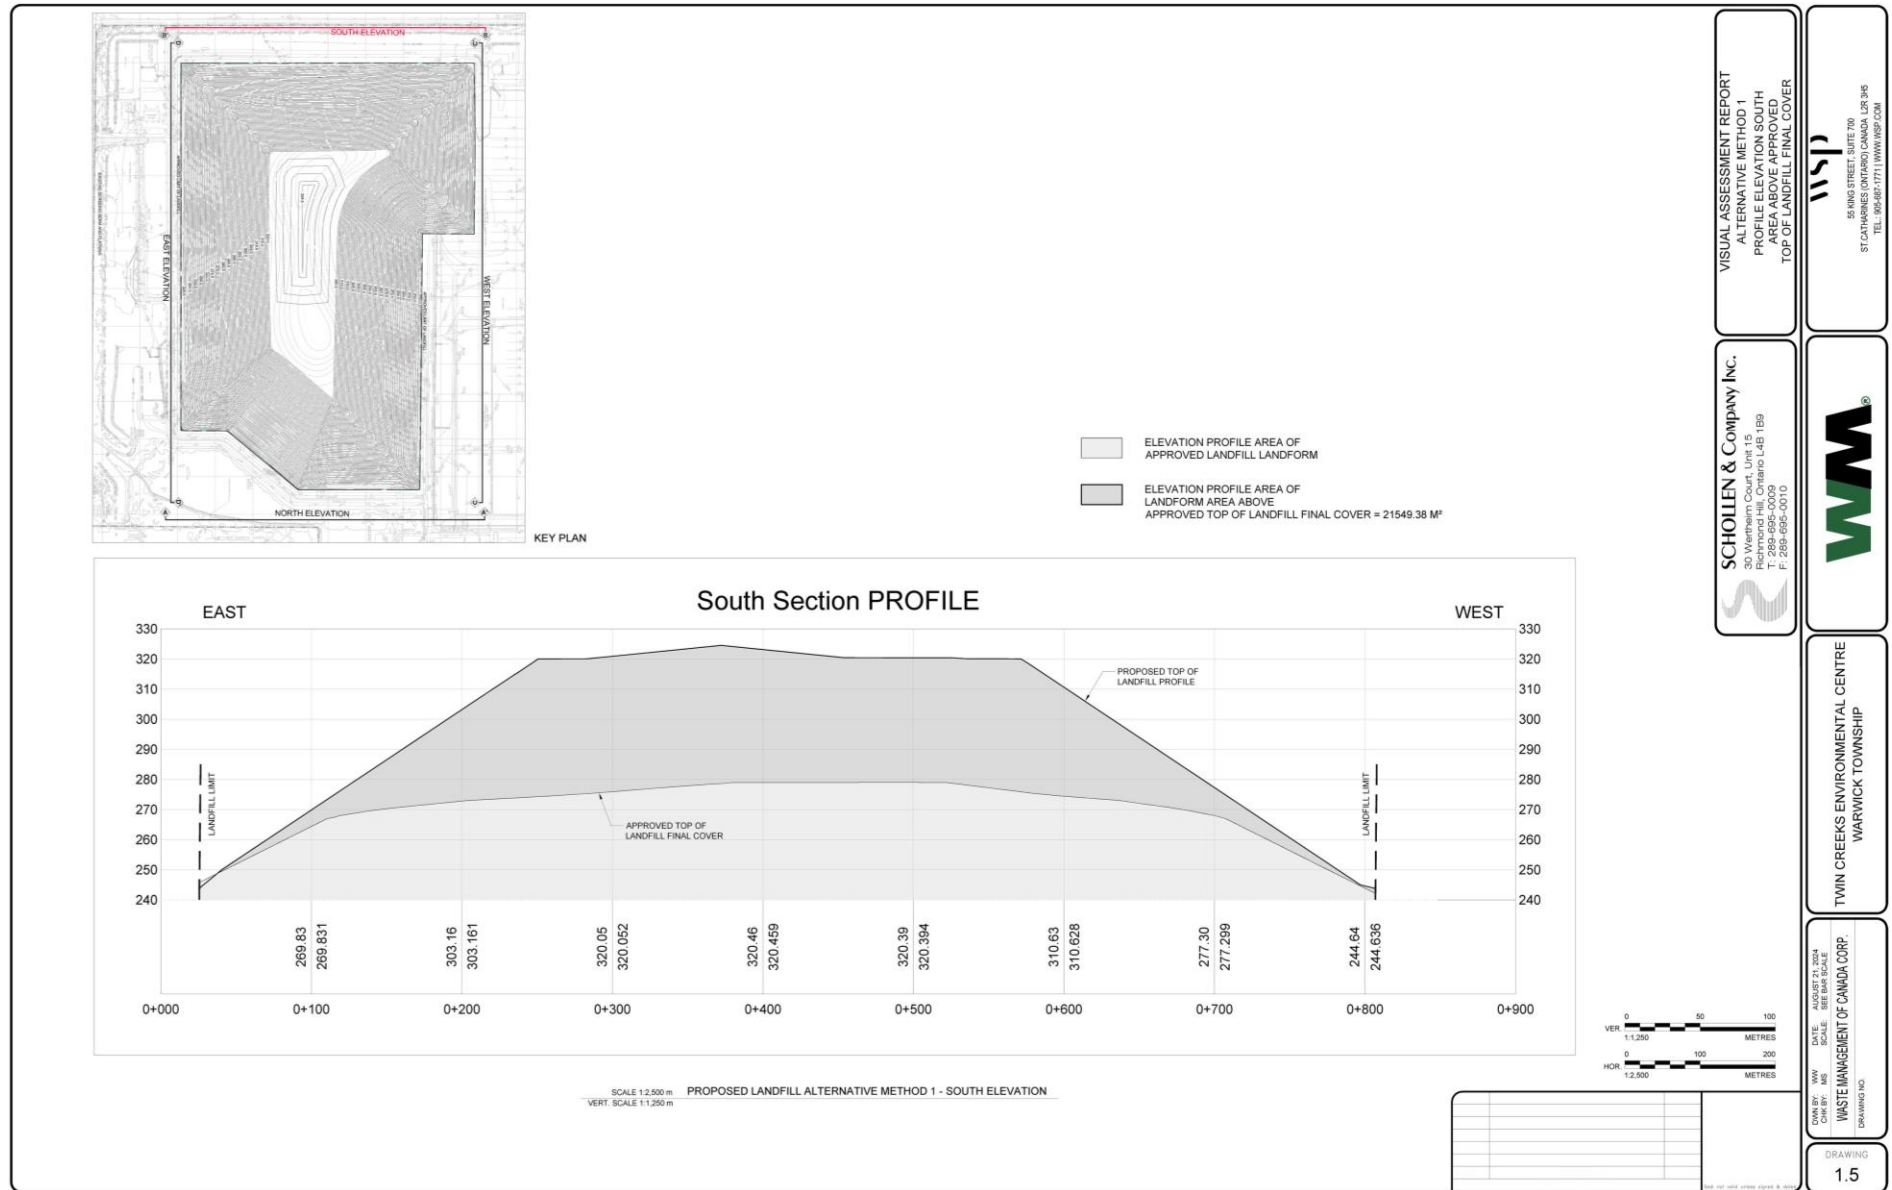 SOUTH ELEVATION
EAST ELEVATION
WEST ELEVATION
NORTH ELEVATION
KEY PLAN
ELEVATION PROFILE AREA OF
APPROVED LANDFILL LANDFORM
ELEVATION PROFILE AREA OF
LANDFORM AREA ABOVE
APPROVED TOP OF LANDFILL FINAL COVER = 21549.38 M²
South Section PROFILE
EAST
WEST
330
320
310
300
290
280
270
260
250
240
330
320
310
300
290
280
270
260
250
240
LANDFILL LIMIT
APPROVED TOP OF
LANDFILL FINAL COVER
PROPOSED TOP OF
LANDFILL PROFILE
LANDFILL LIMIT
269.83
269.831
303.16
303.161
320.05
320.052
320.46
320.459
320.39
320.394
310.63
310.628
277.30
277.299
244.64
244.636
0+000
0+100
0+200
0+300
0+400
0+500
0+600
0+700
0+800
0+900
SCALE 1:2,500 m
VERT. SCALE 1:1,250 m
PROPOSED LANDFILL ALTERNATIVE METHOD 1 - SOUTH ELEVATION
0 50 100
VER.
1:1,250 METRES
0 100 200
HOR.
1:2,500 METRES
VISUAL ASSESSMENT REPORT
ALTERNATIVE METHOD 1
PROFILE ELEVATION SOUTH
AREA ABOVE APPROVED
TOP OF LANDFILL FINAL COVER
wsp
55 KING STREET, SUITE 700
ST.CATHARINES (ONTARIO) CANADA L2R 3H5
TEL.: 905-687-1771 | WWW.WSP.COM
SCHOLLEN & Company Inc.
30 Wertheim Court, Unit 15
Richmond Hill, Ontario L4B 1B9
T: 289-695-0009
F: 289-695-0010
WM®
TWIN CREEKS ENVIRONMENTAL CENTRE
WARWICK TOWNSHIP
DWN BY: WW DATE: AUGUST 21, 2024
CHK BY: MS SCALE: SEE BAR SCALE
WASTE MANAGEMENT OF CANADA CORP.
DRAWING NO.
DRAWING
1.5